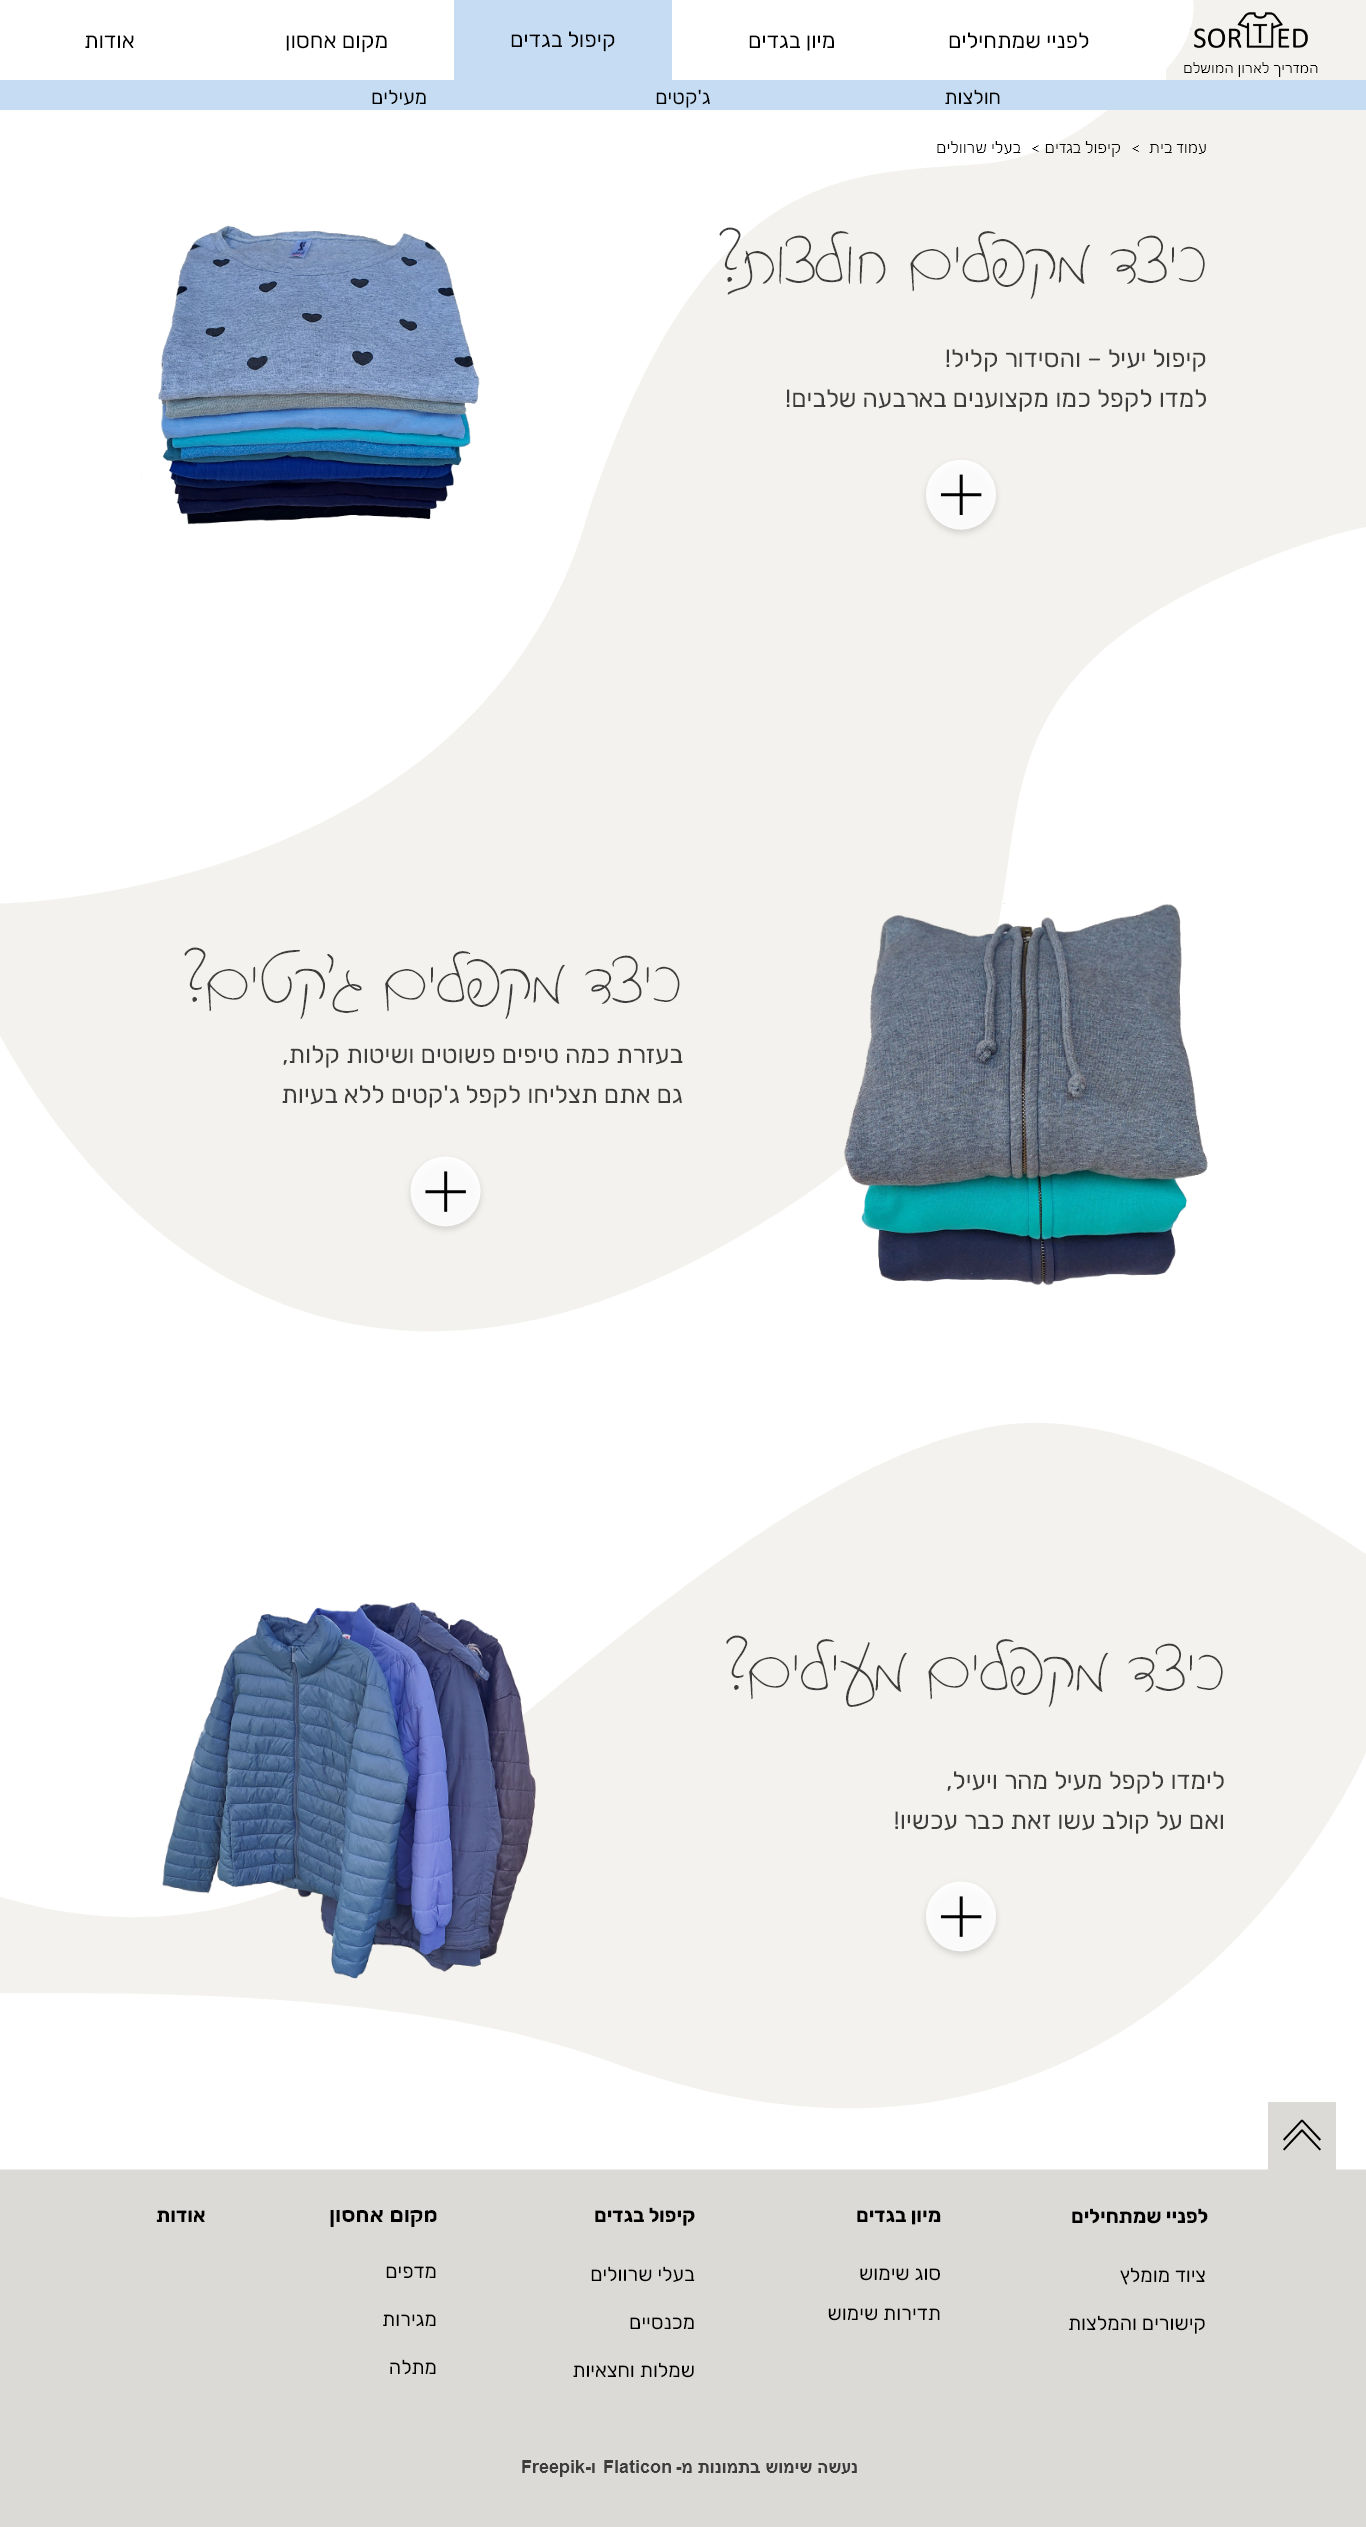 SORTED
המדריך לארון המושלם
לפניי שמתחילים
מיון בגדים
קיפול בגדים
מקום אחסון
אודות
חולצות
ג'קטים
מעילים
עמוד בית > קיפול בגדים > בעלי שרוולים
כיצד מקפלים חולצות?
קיפול יעיל – והסידור קליל!
למדו לקפל כמו מקצוענים בארבעה שלבים!
כיצד מקפלים ג'קטים?
בעזרת כמה טיפים פשוטים ושיטות קלות,
גם אתם תצליחו לקפל ג'קטים ללא בעיות
כיצד מקפלים מעילים?
לימדו לקפל מעיל מהר ויעיל,
ואם על קולב עשו זאת כבר עכשיו!
לפניי שמתחילים
ציוד מומלץ
קישורים והמלצות
מיון בגדים
סוג שימוש
תדירות שימוש
קיפול בגדים
בעלי שרוולים
מכנסיים
שמלות וחצאיות
מקום אחסון
מדפים
מגירות
מתלה
אודות
נעשה שימוש בתמונות מ- Flaticon ו-Freepik